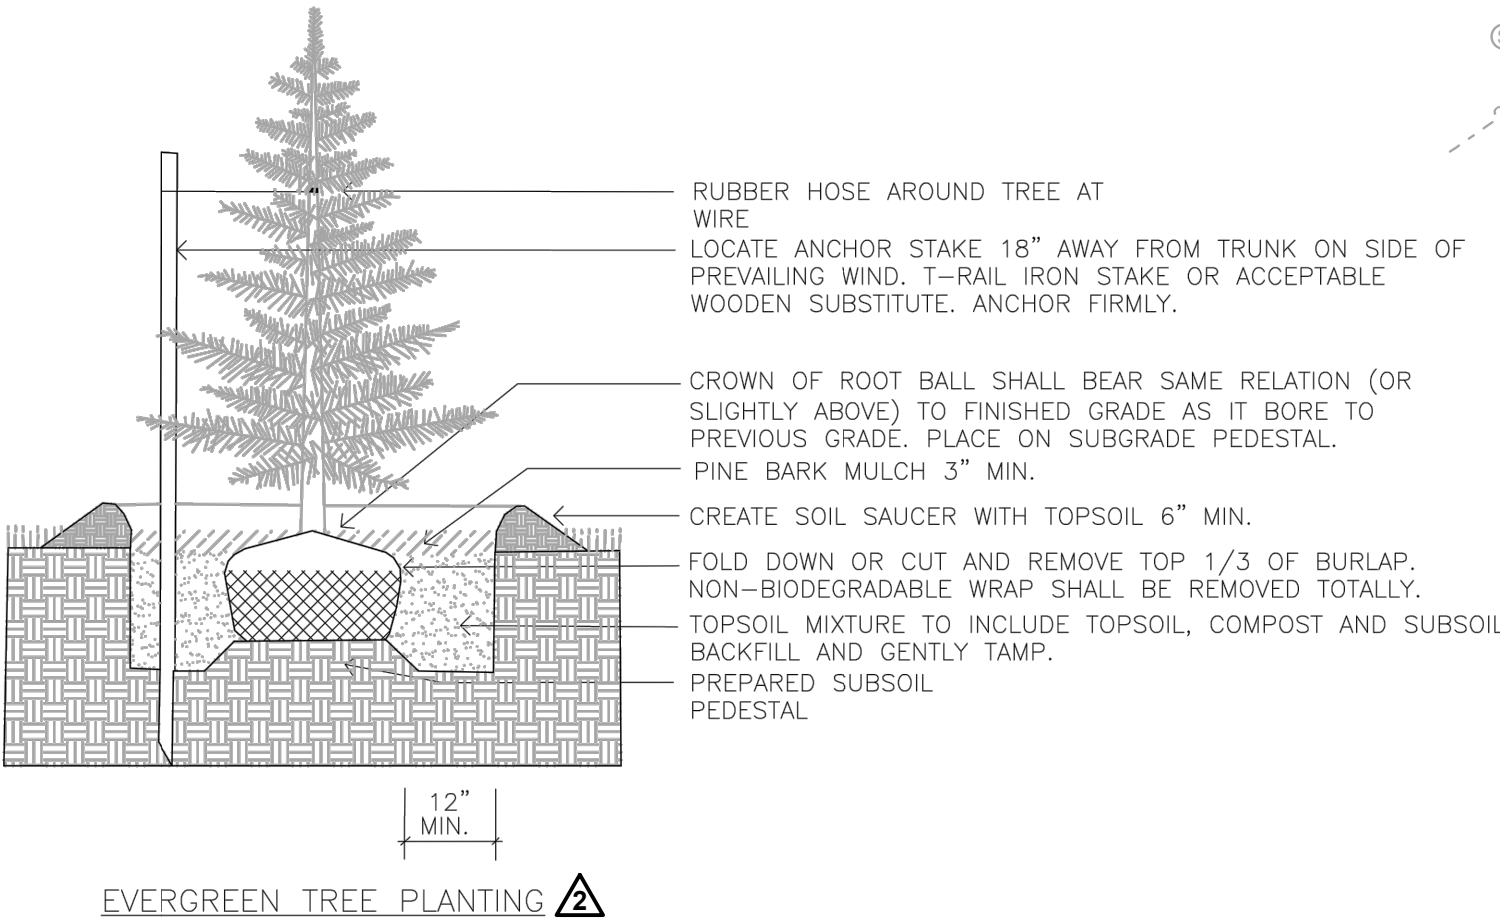 RUBBER HOSE AROUND TREE AT
WIRE
LOCATE ANCHOR STAKE 18” AWAY FROM TRUNK ON SIDE OF
PREVAILING WIND. T-RAIL IRON STAKE OR ACCEPTABLE
WOODEN SUBSTITUTE. ANCHOR FIRMLY.
CROWN OF ROOT BALL SHALL BEAR SAME RELATION (OR
SLIGHTLY ABOVE) TO FINISHED GRADE AS IT BORE TO
PREVIOUS GRADE. PLACE ON SUBGRADE PEDESTAL.
PINE BARK MULCH 3” MIN.
CREATE SOIL SAUCER WITH TOPSOIL 6” MIN.
FOLD DOWN OR CUT AND REMOVE TOP 1/3 OF BURLAP.
NON-BIODEGRADABLE WRAP SHALL BE REMOVED TOTALLY.
TOPSOIL MIXTURE TO INCLUDE TOPSOIL, COMPOST AND SUBSOIL
BACKFILL AND GENTLY TAMP.
PREPARED SUBSOIL
PEDESTAL
12”
MIN.
EVERGREEN TREE PLANTING 2